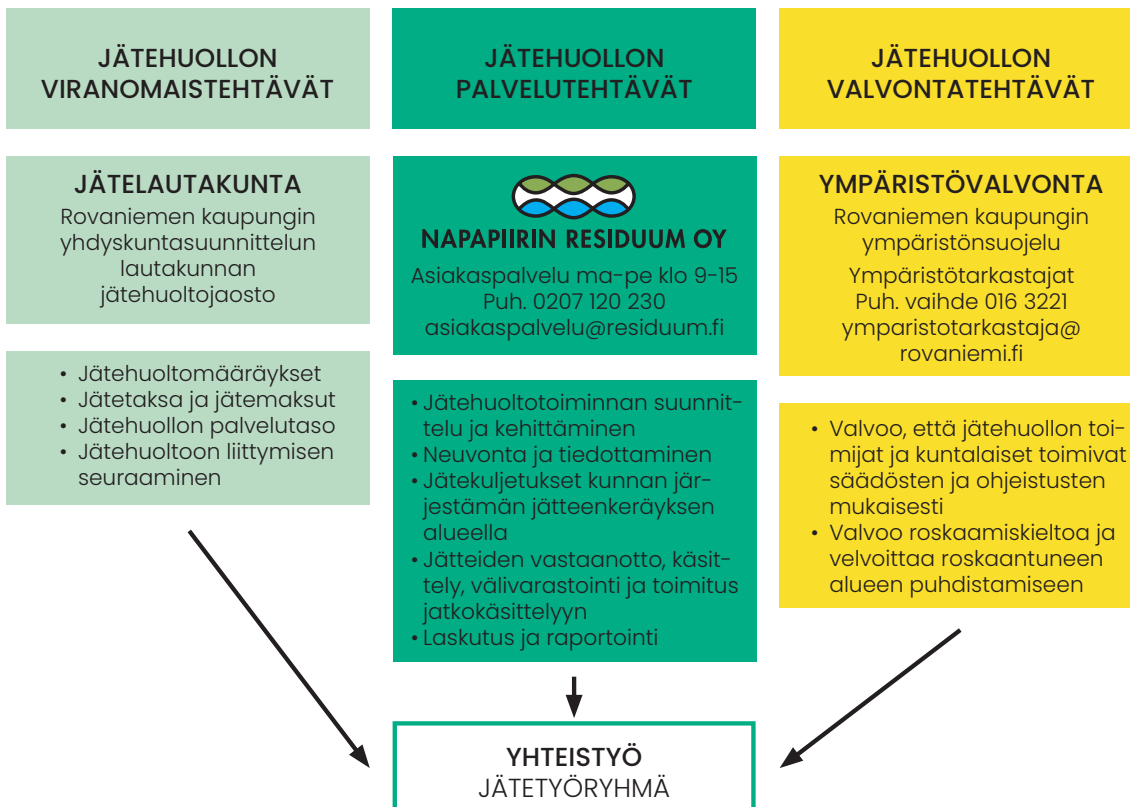 JÄTEHUOLLON
VIRANOMAISTEHTÄVÄT
JÄTELAUTAKUNTA
Rovaniemen kaupungin
yhdyskuntasuunnittelun
lautakunnan
jätehuoltojaosto
• Jätehuoltomääräykset
• Jätetaksa ja jätemaksut
• Jätehuollon palvelutaso
• Jätehuoltoon liittymisen
seuraaminen
JÄTEHUOLLON
PALVELUTEHTÄVÄT
NAPAPIIRIN RESIDUUM OY
Asiakaspalvelu ma-pe klo 9-15
Puh. 0207 120 230
asiakaspalvelu@residuum.fi
• Jätehuoltotoiminnan suunnit-
telu ja kehittäminen
• Neuvonta ja tiedottaminen
• Jätekuljetukset kunnan jär-
jestämän jätteenkeräyksen
alueella
• Jätteiden vastaanotto, käsit-
tely, välivarastointi ja toimitus
jatkokäsittelyyn
• Laskutus ja raportointi
JÄTEHUOLLON
VALVONTATEHTÄVÄT
YMPÄRISTÖVALVONTA
Rovaniemen kaupungin
ympäristönsuojelu
Ympäristötarkastajat
Puh. vaihde 016 3221
ymparistotarkastaja@
rovaniemi.fi
• Valvoo, että jätehuollon toi-
mijat ja kuntalaiset toimivat
säädösten ja ohjeistusten
mukaisesti
• Valvoo roskaamiskieltoa ja
velvoittaa roskaantuneen
alueen puhdistamiseen
YHTEISTYÖ
JÄTETYÖRYHMÄ